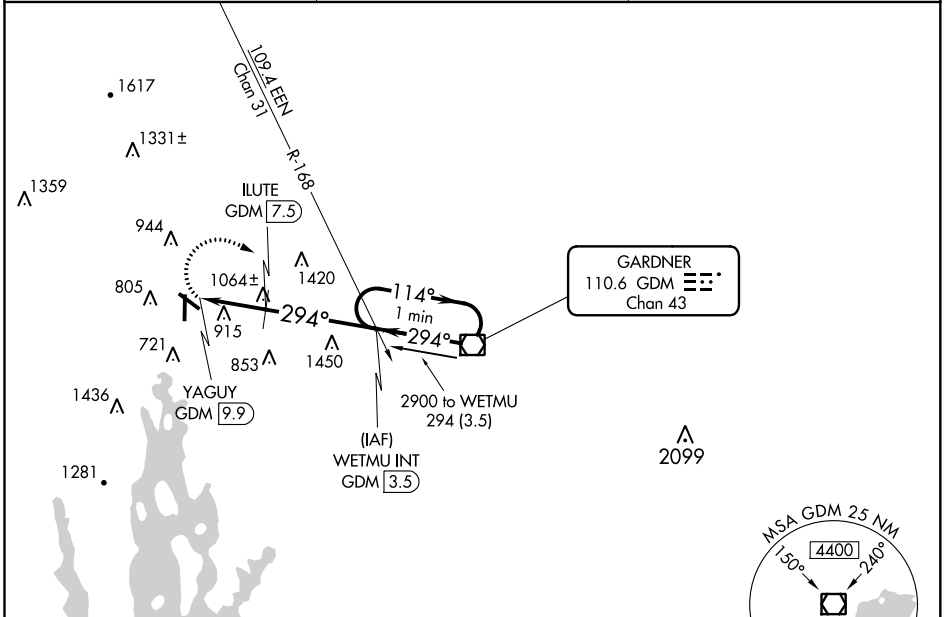 109.4 EEN
Chan 31
R-168
1617
1331±
1359
ILUTE
GDM 7.5
944
1420
GARDNER
110.6 GDM
Chan 43
805
1064±
114°
1 min
294°
294°
915
721
853
1450
YAGUY
GDM 9.9
2900 to WETMU
294 (3.5)
1436
(IAF)
WETMU INT
GDM 3.5
2099
1281
MSA GDM 25 NM
150°
4400
240°